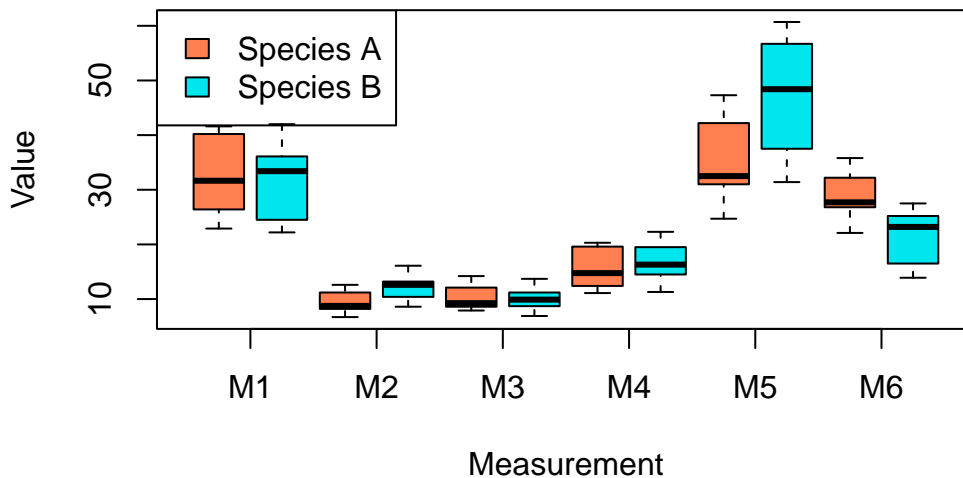 Species A
Species B
Value
50
30
10
M1 M2 M3 M4 M5 M6
Measurement